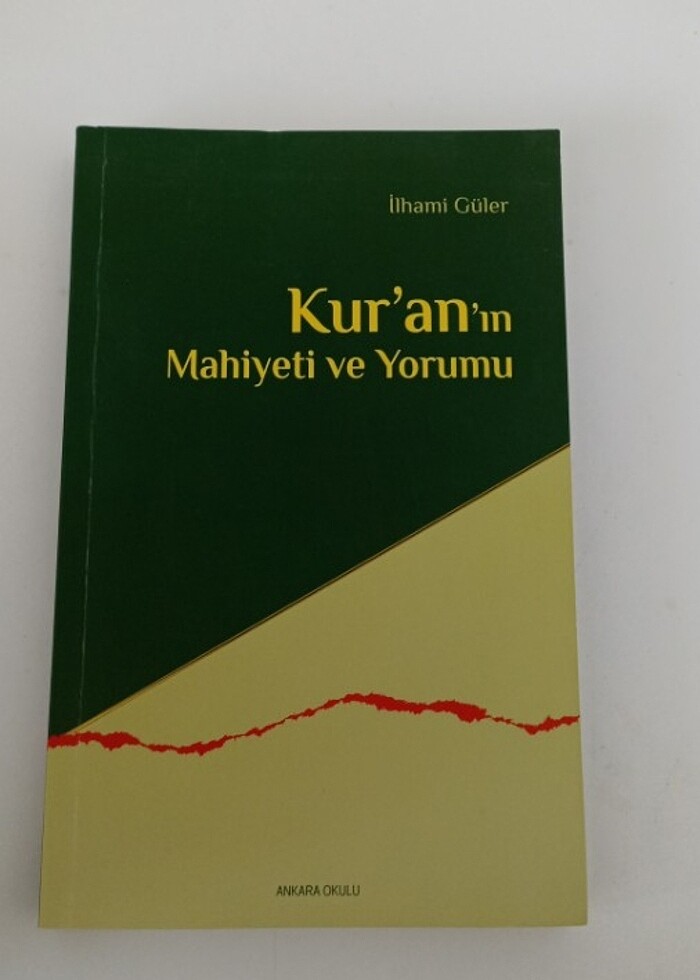 İlhami Güler
Kur'an'ın
Mahiyeti ve Yorumu
ANKARA OKULU